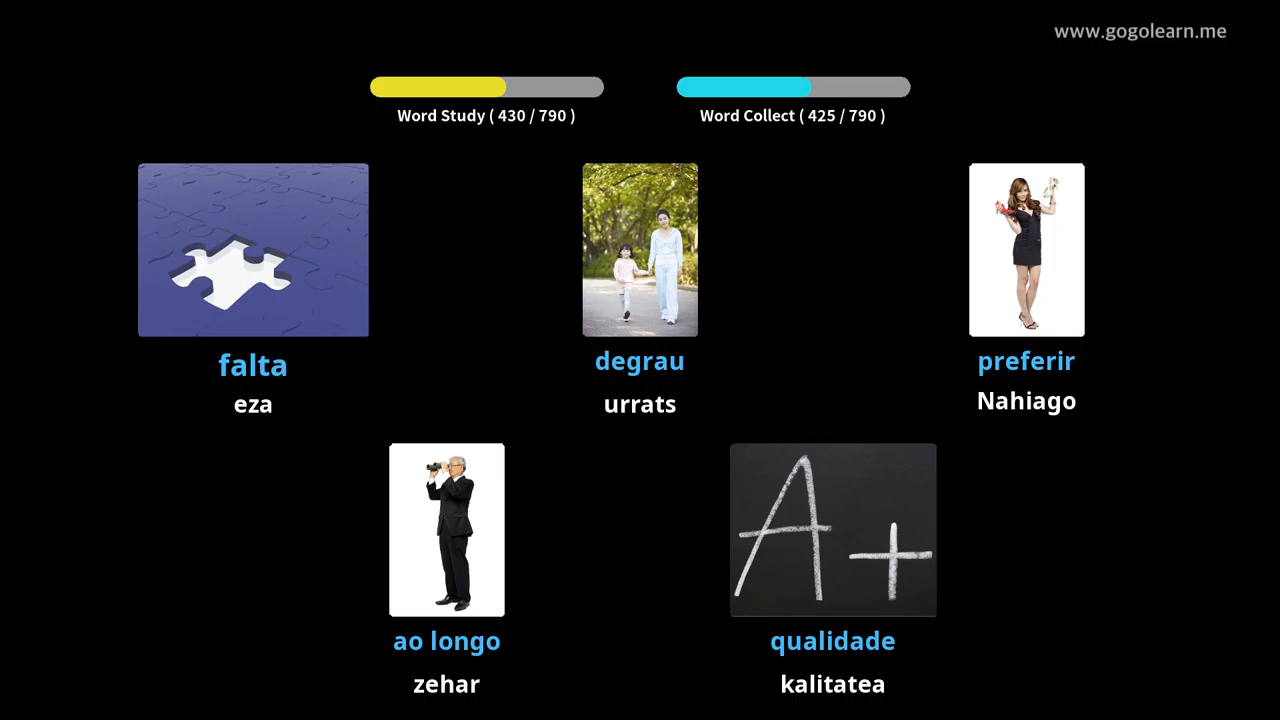 www.gogolearn.me
Word Study ( 430 / 790 )
Word Collect ( 425 / 790 )
falta
eza
degrau
urrats
preferir
Nahiago
ao longo
zehar
A+
qualidade
kalitatea